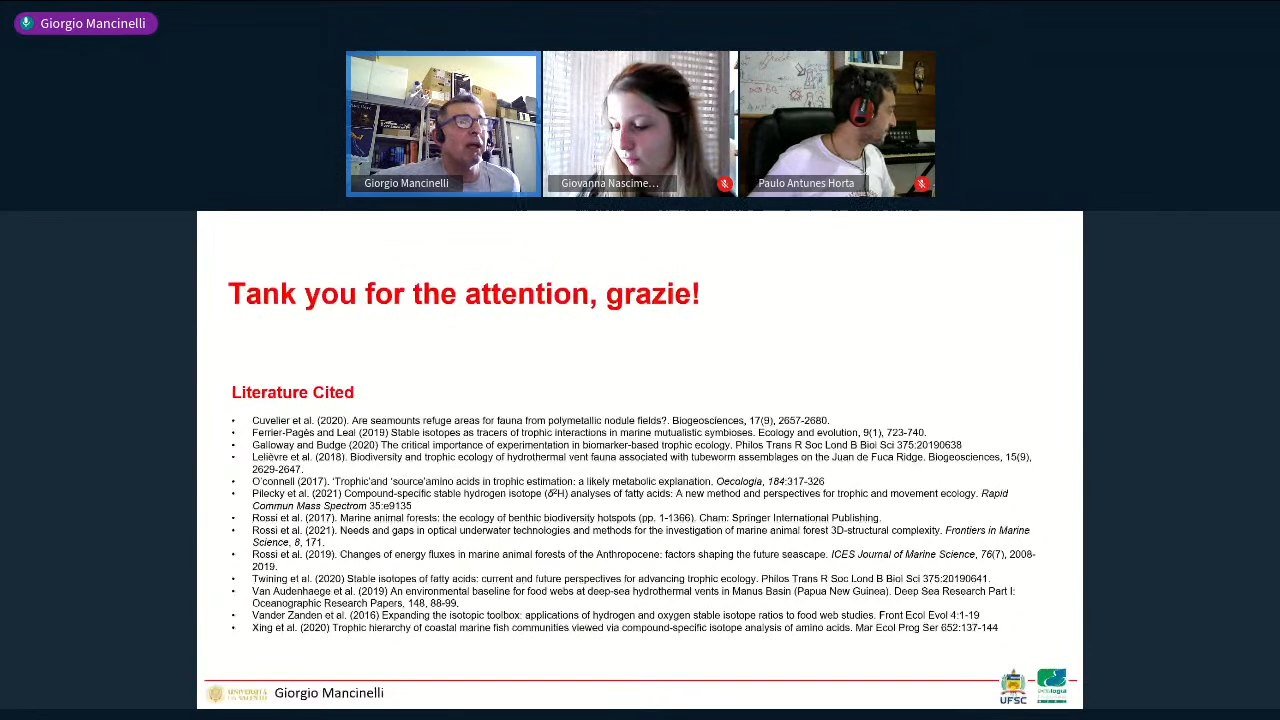 Giorgio Mancinelli
Giorgio Mancinelli
Giovanna Nascime...
Paulo Antunes Horta
Tank you for the attention, grazie!
Literature Cited
• Cuvelier et al. (2020). Are seamounts refuge areas for fauna from polymetallic nodule fields?. Biogeosciences, 17(9), 2657-2680.
• Ferrier-Pagès and Leal (2019) Stable isotopes as tracers of trophic interactions in marine mutualistic symbioses. Ecology and evolution, 9(1), 723-740.
• Galloway and Budge (2020) The critical importance of experimentation in biomarker-based trophic ecology. Philos Trans R Soc Lond B Biol Sci 375:20190638
• Lelièvre et al. (2018). Biodiversity and trophic ecology of hydrothermal vent fauna associated with tubeworm assemblages on the Juan de Fuca Ridge. Biogeosciences, 15(9),
2629-2647.
• O'connell (2017). 'Trophic'and 'source'amino acids in trophic estimation: a likely metabolic explanation. Oecologia, 184:317-326
• Pilecky et al. (2021) Compound-specific stable hydrogen isotope (δ²H) analyses of fatty acids: A new method and perspectives for trophic and movement ecology. Rapid
Commun Mass Spectrom 35:e9135
• Rossi et al. (2017). Marine animal forests: the ecology of benthic biodiversity hotspots (pp. 1-1366). Cham: Springer International Publishing.
• Rossi et al. (2021). Needs and gaps in optical underwater technologies and methods for the investigation of marine animal forest 3D-structural complexity. Frontiers in Marine
Science, 8, 171.
• Rossi et al. (2019). Changes of energy fluxes in marine animal forests of the Anthropocene: factors shaping the future seascape. ICES Journal of Marine Science, 76(7), 2008-
2019.
• Twining et al. (2020) Stable isotopes of fatty acids: current and future perspectives for advancing trophic ecology. Philos Trans R Soc Lond B Biol Sci 375:20190641.
• Van Audenhaege et al. (2019) An environmental baseline for food webs at deep-sea hydrothermal vents in Manus Basin (Papua New Guinea). Deep Sea Research Part I:
Oceanographic Research Papers, 148, 88-99.
• Vander Zanden et al. (2016) Expanding the isotopic toolbox: applications of hydrogen and oxygen stable isotope ratios to food web studies. Front Ecol Evol 4:1-19
• Xing et al. (2020) Trophic hierarchy of coastal marine fish communities viewed via compound-specific isotope analysis of amino acids. Mar Ecol Prog Ser 652:137-144
UNIVERSITÀ
DEL SALENTO
Giorgio Mancinelli
UFSC
ecologia